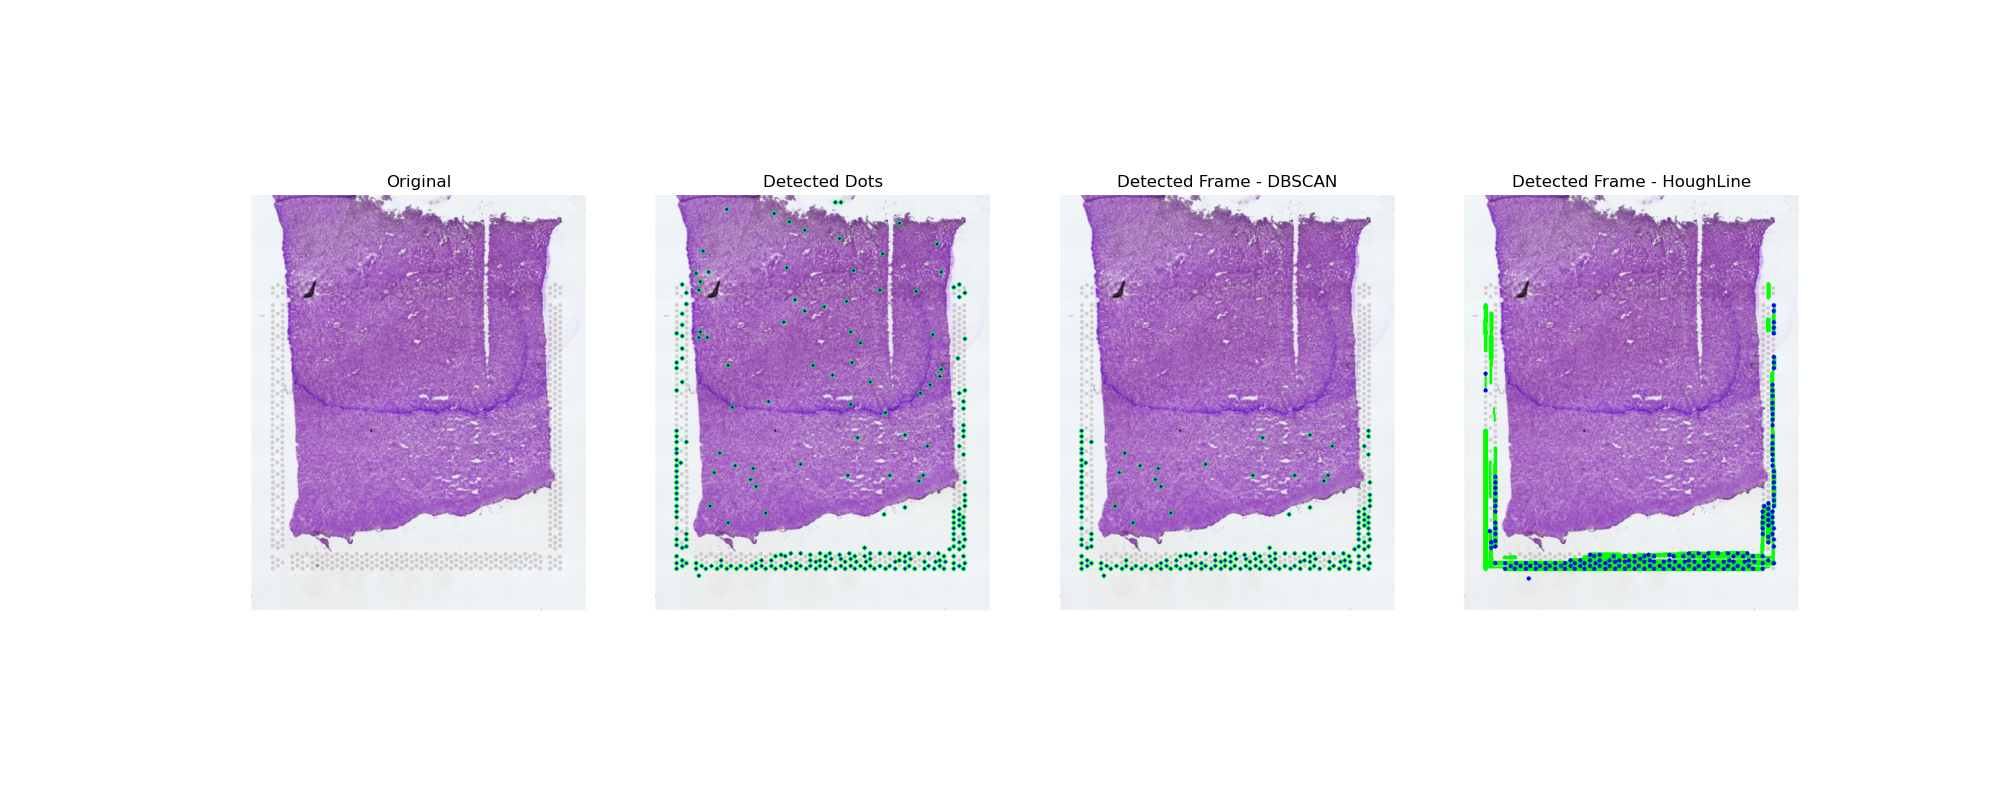 Original
Detected Dots
Detected Frame - DBSCAN
Detected Frame - HoughLine